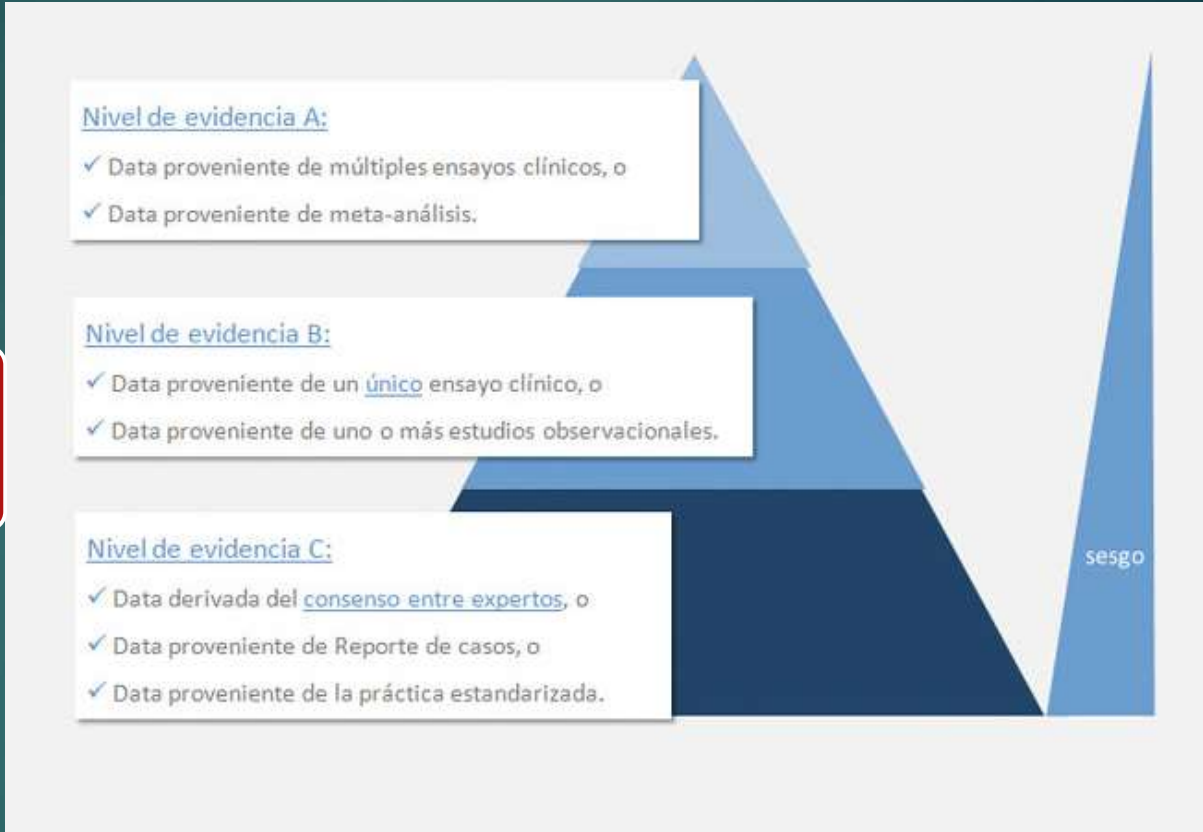 Nivel de evidencia A:
✓ Data proveniente de múltiples ensayos clínicos, o
✓ Data proveniente de meta-análisis.
Nivel de evidencia B:
✓ Data proveniente de un único ensayo clínico, o
✓ Data proveniente de uno o más estudios observacionales.
Nivel de evidencia C:
✓ Data derivada del consenso entre expertos, o
✓ Data proveniente de Reporte de casos, o
✓ Data proveniente de la práctica estandarizada.
sesgo